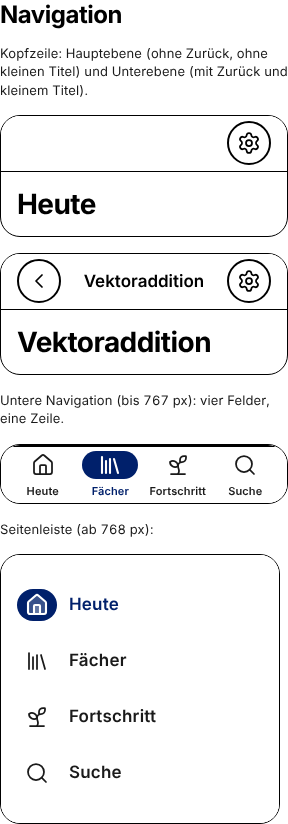 Navigation
Kopfzeile: Hauptebene (ohne Zurück, ohne
kleinen Titel) und Unterebene (mit Zurück und
kleinem Titel).
Heute
Vektoraddition
Vektoraddition
Untere Navigation (bis 767 px): vier Felder,
eine Zeile.
Heute Fächer Fortschritt Suche
Seitenleiste (ab 768 px):
Heute
Fächer
Fortschritt
Suche